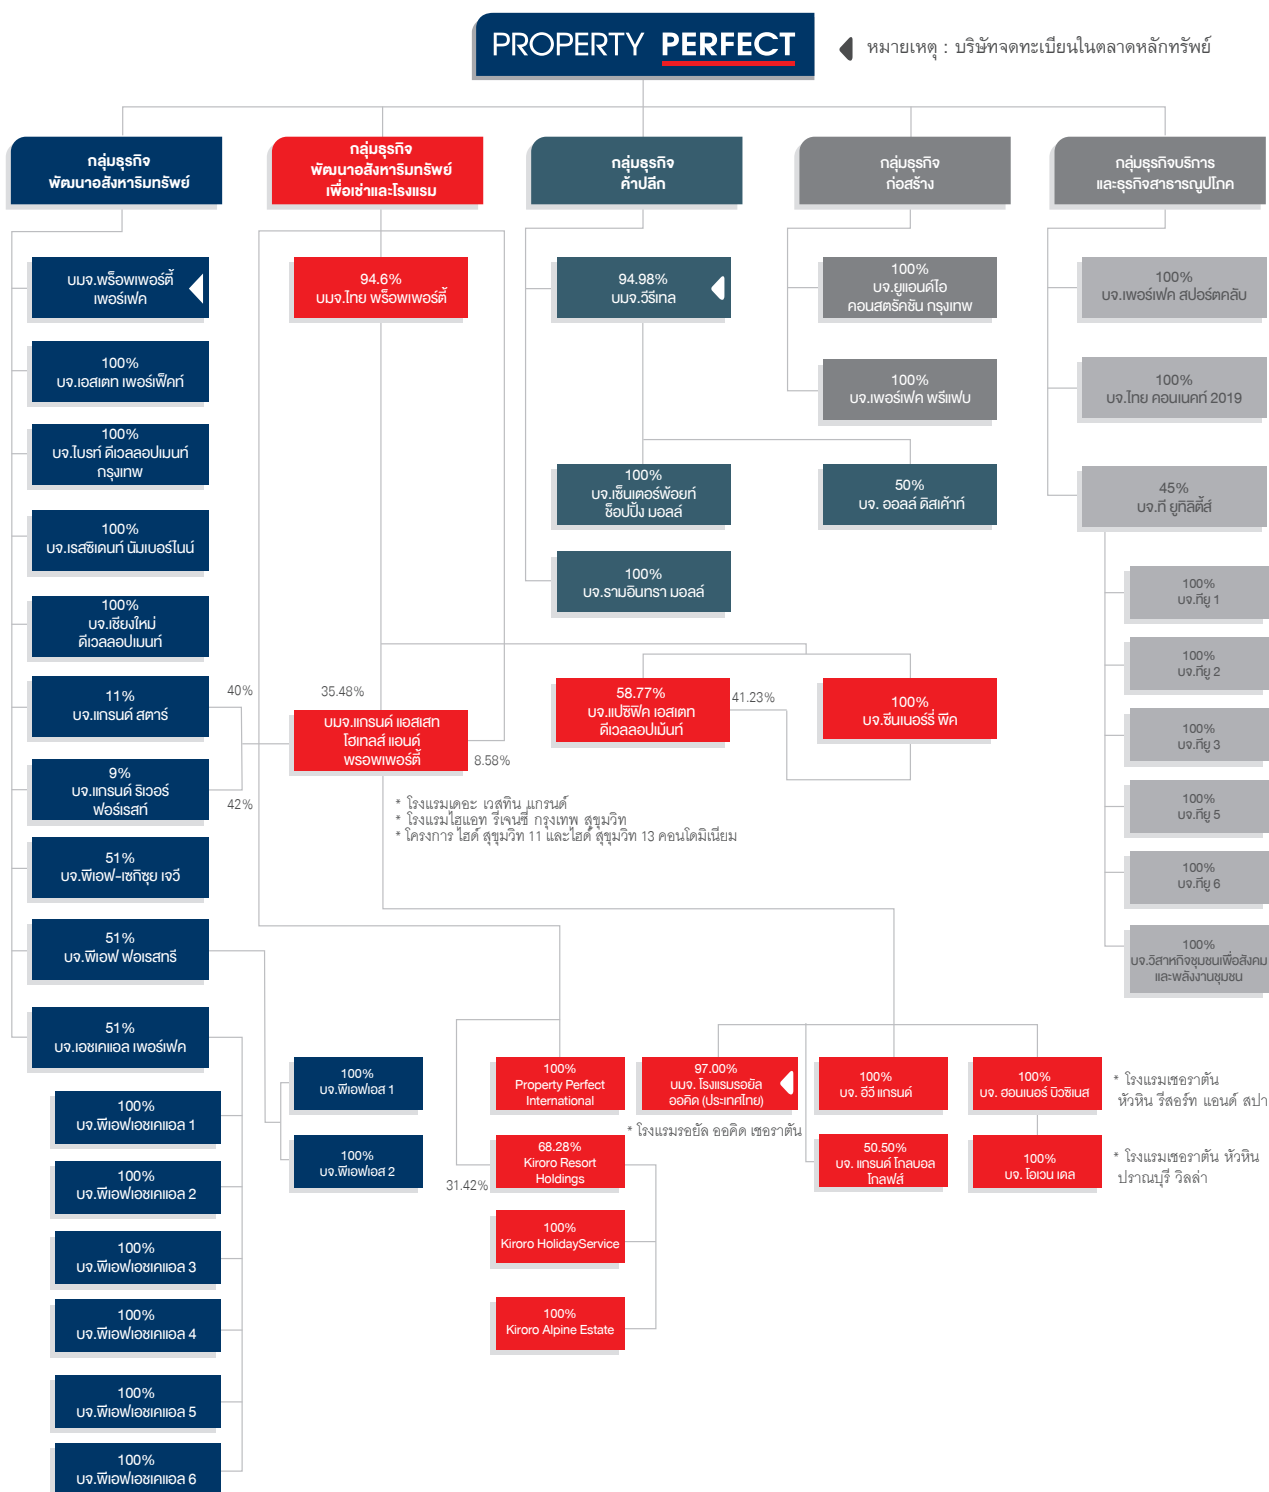 PROPERTY PERFECT
หมายเหตุ : บริษัทจดทะเบียนในตลาดหลักทรัพย์
กลุ่มธุรกิจ
พัฒนาอสังหาริมทรัพย์
กลุ่มธุรกิจ
พัฒนาอสังหาริมทรัพย์
เพื่อเช่าและโรงแรม
กลุ่มธุรกิจ
ค้าปลีก
กลุ่มธุรกิจ
ก่อสร้าง
กลุ่มธุรกิจบริการ
และธุรกิจสาธารณูปโภค
บมจ.พร็อพเพอร์ตี้
เพอร์เฟค
100%
บจ.เอสเตท เพอร์เฟ็คท์
100%
บจ.ไบรท์ ดีเวลลอปเมนท์
กรุงเทพ
100%
บจ.เรสซิเดนท์ นัมเบอร์ไนน์
100%
บจ.เชียงใหม่
ดีเวลลอปเมนท์
11%
บจ.แกรนด์ สตาร์
40%
9%
บจ.แกรนด์ ริเวอร์
ฟอร์เรสท์
42%
51%
บจ.พีเอฟ-เซกิซุย เจวี
51%
บจ.พีเอฟ ฟอเรสทรี
51%
บจ.เอชเคแอล เพอร์เฟค
100%
บจ.พีเอฟเอชเคแอล 1
100%
บจ.พีเอฟเอชเคแอล 2
100%
บจ.พีเอฟเอชเคแอล 3
100%
บจ.พีเอฟเอชเคแอล 4
100%
บจ.พีเอฟเอชเคแอล 5
100%
บจ.พีเอฟเอชเคแอล 6
100%
บจ.พีเอฟเอส 1
100%
บจ.พีเอฟเอส 2
94.6%
บมจ.ไทย พร็อพเพอร์ตี้
35.48%
บมจ.แกรนด์ แอสเสท
โฮเทลส์ แอนด์
พรอพเพอร์ตี้
8.58%
* โรงแรมเดอะ เวสทิน แกรนด์
* โรงแรมไฮแอท รีเจนซี่ กรุงเทพ สุขุมวิท
* โครงการ ไฮด์ สุขุมวิท 11 และไฮด์ สุขุมวิท 13 คอนโดมิเนียม
58.77%
บจ.แปซิฟิค เอสเตท
ดีเวลลอปเม้นท์
41.23%
100%
บจ.ซีนเนอร์รี่ พีค
100%
Property Perfect
International
68.28%
Kiroro Resort
Holdings
31.42%
100%
Kiroro HolidayService
100%
Kiroro Alpine Estate
97.00%
บมจ. โรงแรมรอยัล
ออคิด (ประเทศไทย)
* โรงแรมรอยัล ออคิด เชอราตัน
100%
บจ. อีวี แกรนด์
50.50%
บจ. แกรนด์ โกลบอล
โกลฟส์
100%
บจ. ฮอนเนอร์ บิวซิเนส
* โรงแรมเชอราตัน
หัวหิน รีสอร์ท แอนด์ สปา
100%
บจ. โอเวน เดล
* โรงแรมเชอราตัน หัวหิน
ปราณบุรี วิลล่า
94.98%
บมจ.วีรีเทล
100%
บจ.เซ็นเตอร์พ้อยท์
ช็อปปิ้ง มอลล์
50%
บจ. ออลล์ ดิสเค้าท์
100%
บจ.รามอินทรา มอลล์
100%
บจ.ยูแอนด์ไอ
คอนสตรัคชัน กรุงเทพ
100%
บจ.เพอร์เฟค พรีแฟบ
100%
บจ.เพอร์เฟค สปอร์ตคลับ
100%
บจ.ไทย คอนเนคท์ 2019
45%
บจ.ที ยูทิลิตี้ส์
100%
บจ.ทียู 1
100%
บจ.ทียู 2
100%
บจ.ทียู 3
100%
บจ.ทียู 5
100%
บจ.ทียู 6
100%
บจ.วิสาหกิจชุมชนเพื่อสังคม
และพลังงานชุมชน